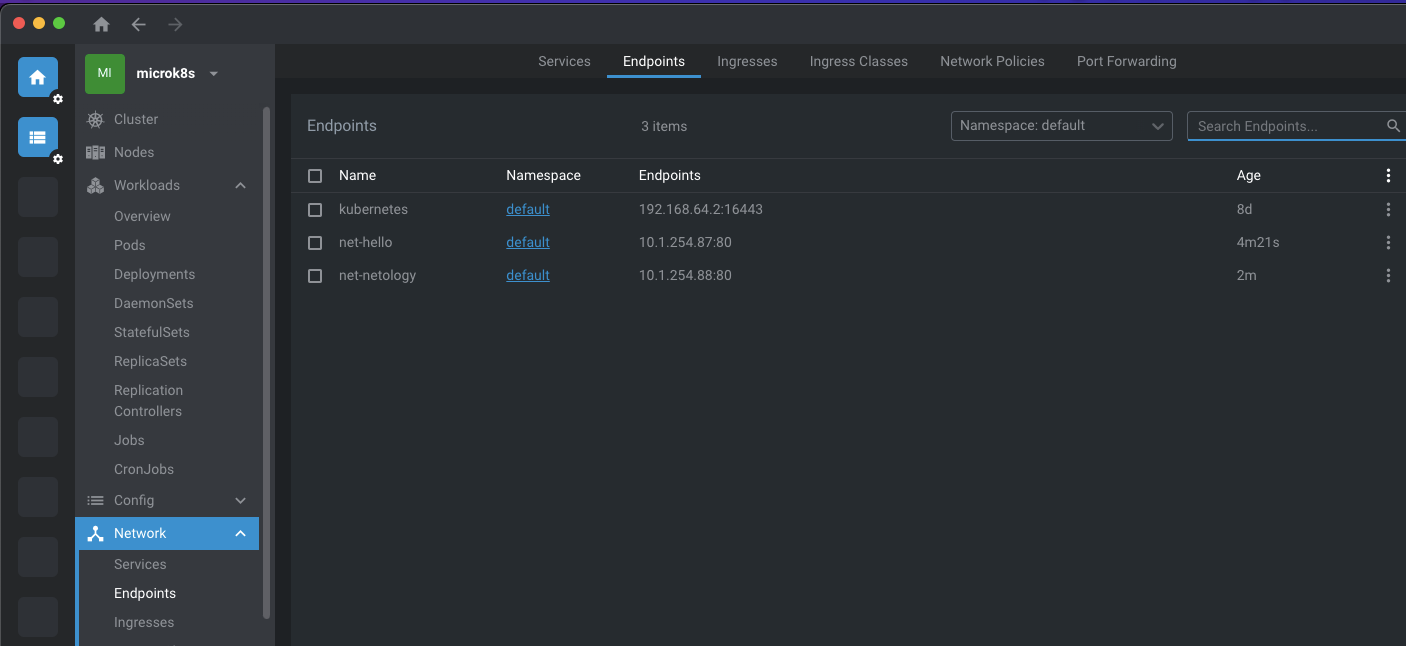 MI
microk8s
Cluster
Nodes
Workloads
Overview
Pods
Deployments
DaemonSets
StatefulSets
ReplicaSets
Replication
Controllers
Jobs
CronJobs
Config
Network
Services
Endpoints
Ingresses
Services Endpoints Ingresses Ingress Classes Network Policies Port Forwarding
Endpoints 3 items Namespace: default Search Endpoints...
Name Namespace Endpoints Age
kubernetes default 192.168.64.2:16443 8d
net-hello default 10.1.254.87:80 4m21s
net-netology default 10.1.254.88:80 2m